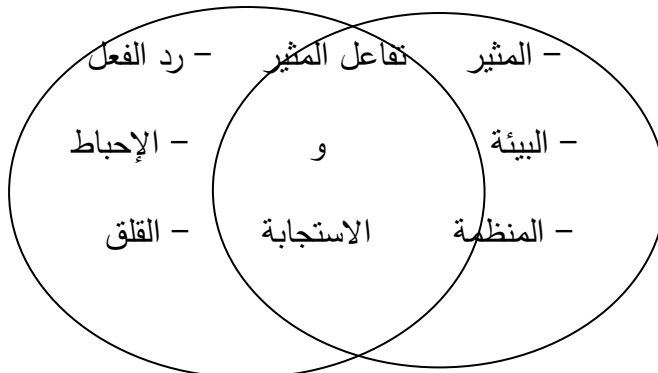 - المثير تفاعل المثير - رد الفعل
- البيئة و - الإحباط
- المنظمة الاستجابة - القلق